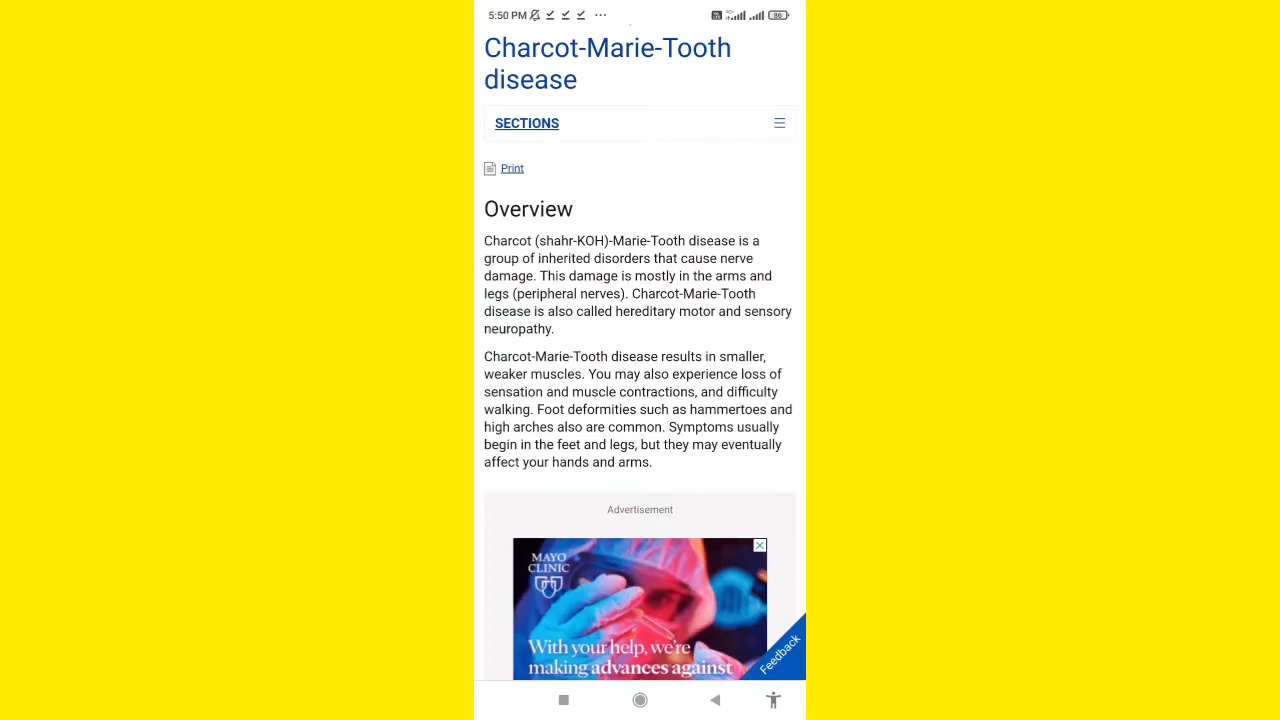 5:50 PM
86
Charcot-Marie-Tooth
disease
SECTIONS
Print
Overview
Charcot (shahr-KOH)-Marie-Tooth disease is a
group of inherited disorders that cause nerve
damage. This damage is mostly in the arms and
legs (peripheral nerves). Charcot-Marie-Tooth
disease is also called hereditary motor and sensory
neuropathy.
Charcot-Marie-Tooth disease results in smaller,
weaker muscles. You may also experience loss of
sensation and muscle contractions, and difficulty
walking. Foot deformities such as hammertoes and
high arches also are common. Symptoms usually
begin in the feet and legs, but they may eventually
affect your hands and arms.
Advertisement
MAYO
CLINIC
With your help, we're
making advances against
Feedback